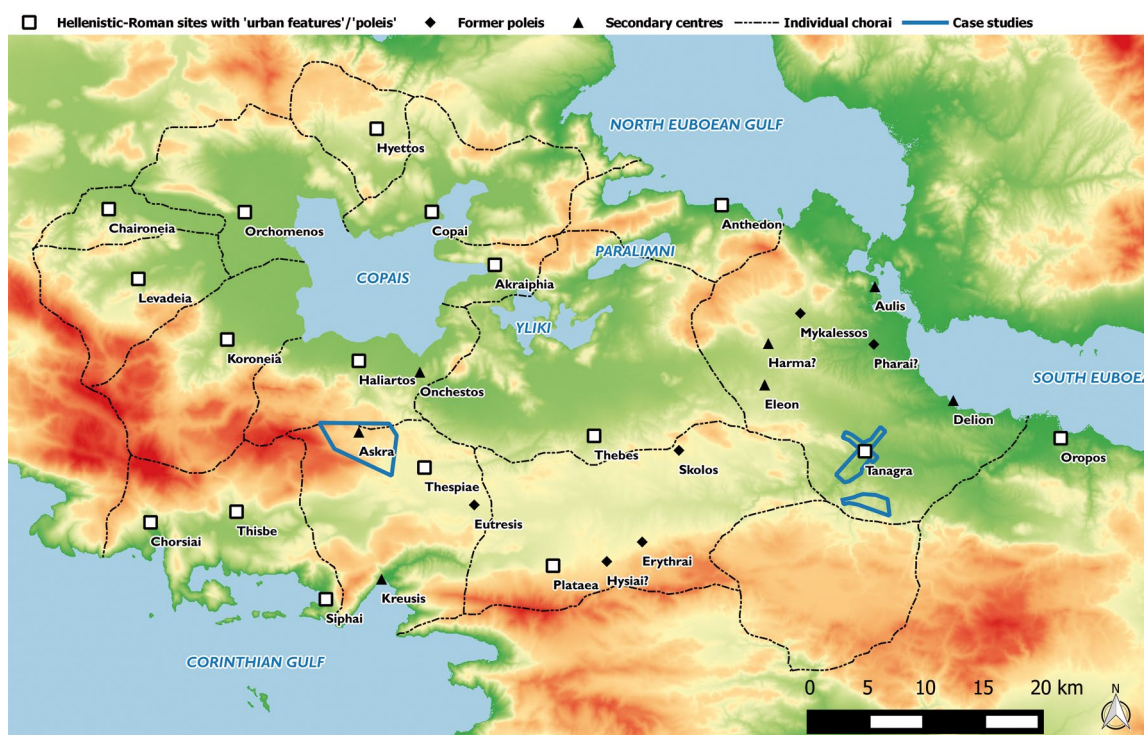 Hellenistic-Roman sites with 'urban features'/'poleis' Former poleis Secondary centres Individual chorai Case studies
NORTH EUBOEAN GULF
Hyettos
Chaironeia
Orchomenos
Copai
Anthedon
PARALIMNI
COPAIS
Akraiphia
Levadeia
Aulis
YLIKI
Mykalessos
Koroneia
Harma?
Pharai?
Haliartos
Onchestos
SOUTH EUBOEA
Eleon
Delion
Askra
Thebes
Skolos
Tanagra
Oropos
Thespiae
Eutresis
Thisbe
Chorsiai
Erythrai
Plataea
Hysiai?
Kreusis
Siphai
CORINTHIAN GULF
0 5 10 15 20 km
N